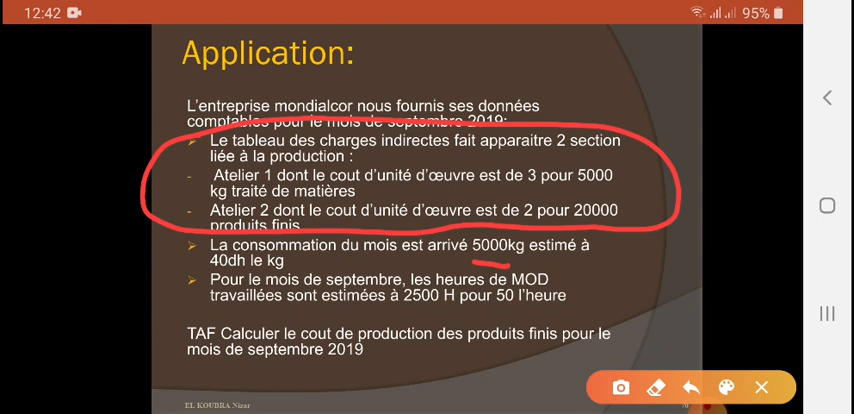 12:42
95%
Application:
L'entreprise mondialcor nous fournis ses données
comptables pour le mois de septembre 2019:
Le tableau des charges indirectes fait apparaitre 2 section
liée à la production :
- Atelier 1 dont le cout d'unité d'œuvre est de 3 pour 5000
kg traité de matières
- Atelier 2 dont le cout d'unité d'œuvre est de 2 pour 20000
produits finis
La consommation du mois est arrivé 5000kg estimé à
40dh le kg
Pour le mois de septembre, les heures de MOD
travaillées sont estimées à 2500 H pour 50 l'heure
TAF Calculer le cout de production des produits finis pour le
mois de septembre 2019
EL KOUBRA Nizar